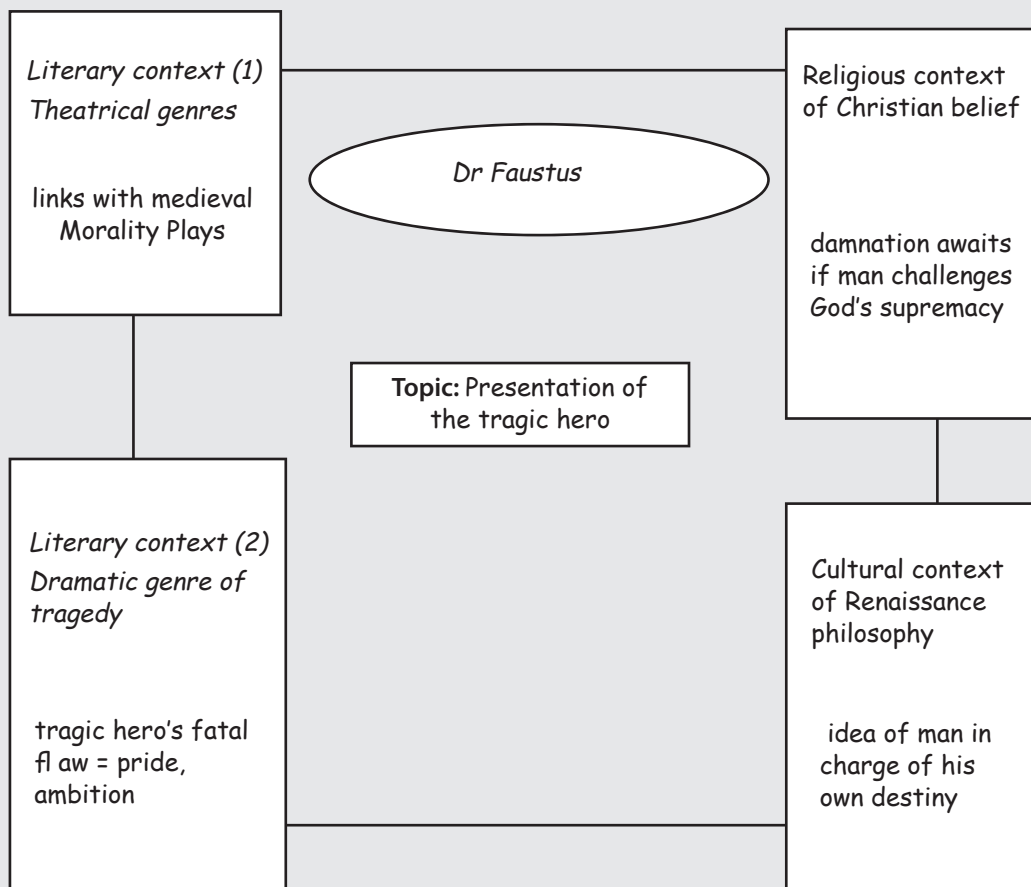 Literary context (1)
Theatrical genres
links with medieval
Morality Plays
Dr Faustus
Religious context
of Christian belief
damnation awaits
if man challenges
God's supremacy
Topic: Presentation of
the tragic hero
Literary context (2)
Dramatic genre of
tragedy
tragic hero's fatal
fl aw = pride,
ambition
Cultural context
of Renaissance
philosophy
idea of man in
charge of his
own destiny